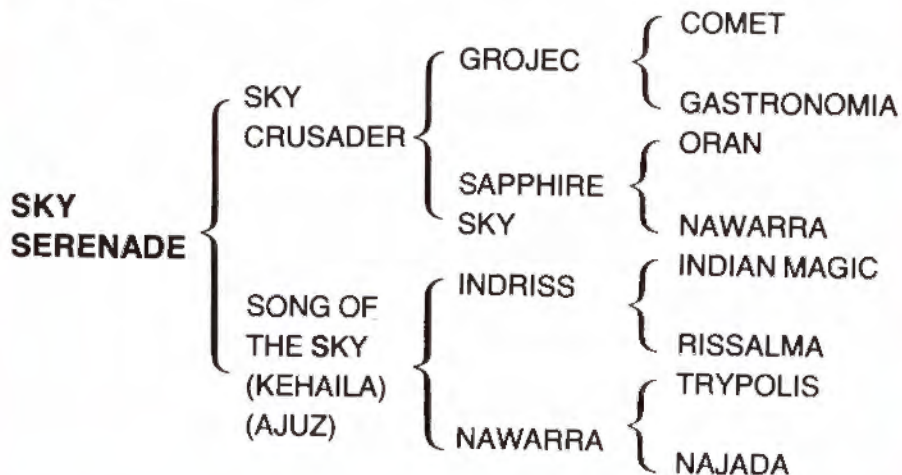 SKY
SERENADE
SKY
CRUSADER
SONG OF
THE SKY
(KEHAILA)
(AJUZ)
GROJEC
SAPPHIRE
SKY
INDRISS
NAWARRA
COMET
GASTRONOMIA
ORAN
NAWARRA
INDIAN MAGIC
RISSALMA
TRYPOLIS
NAJADA